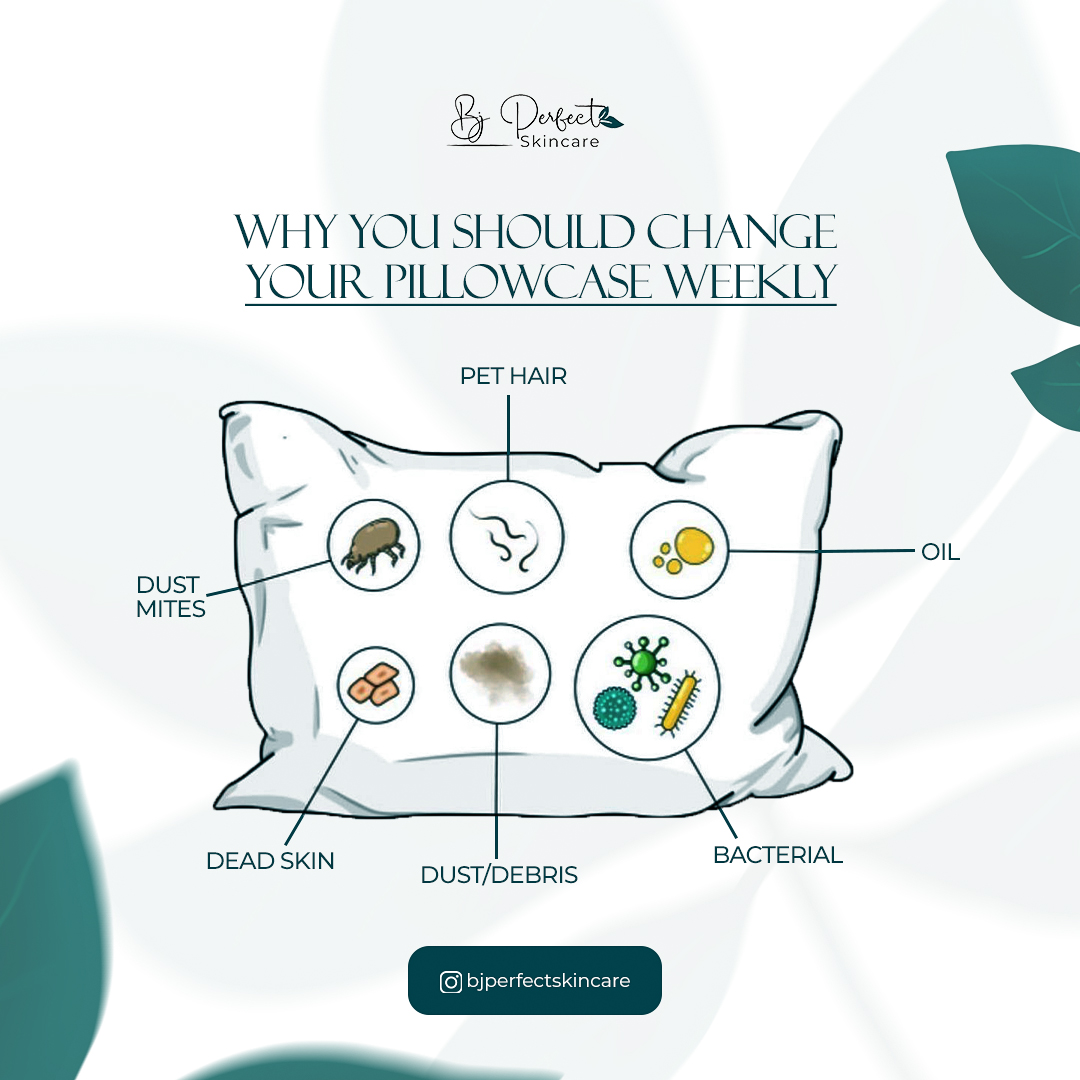 Bj Perfect
Skincare
WHY YOU SHOULD CHANGE
YOUR PILLOWCASE WEEKLY
PET HAIR
OIL
DUST
MITES
DEAD SKIN
DUST/DEBRIS
BACTERIAL
bjperfectskincare